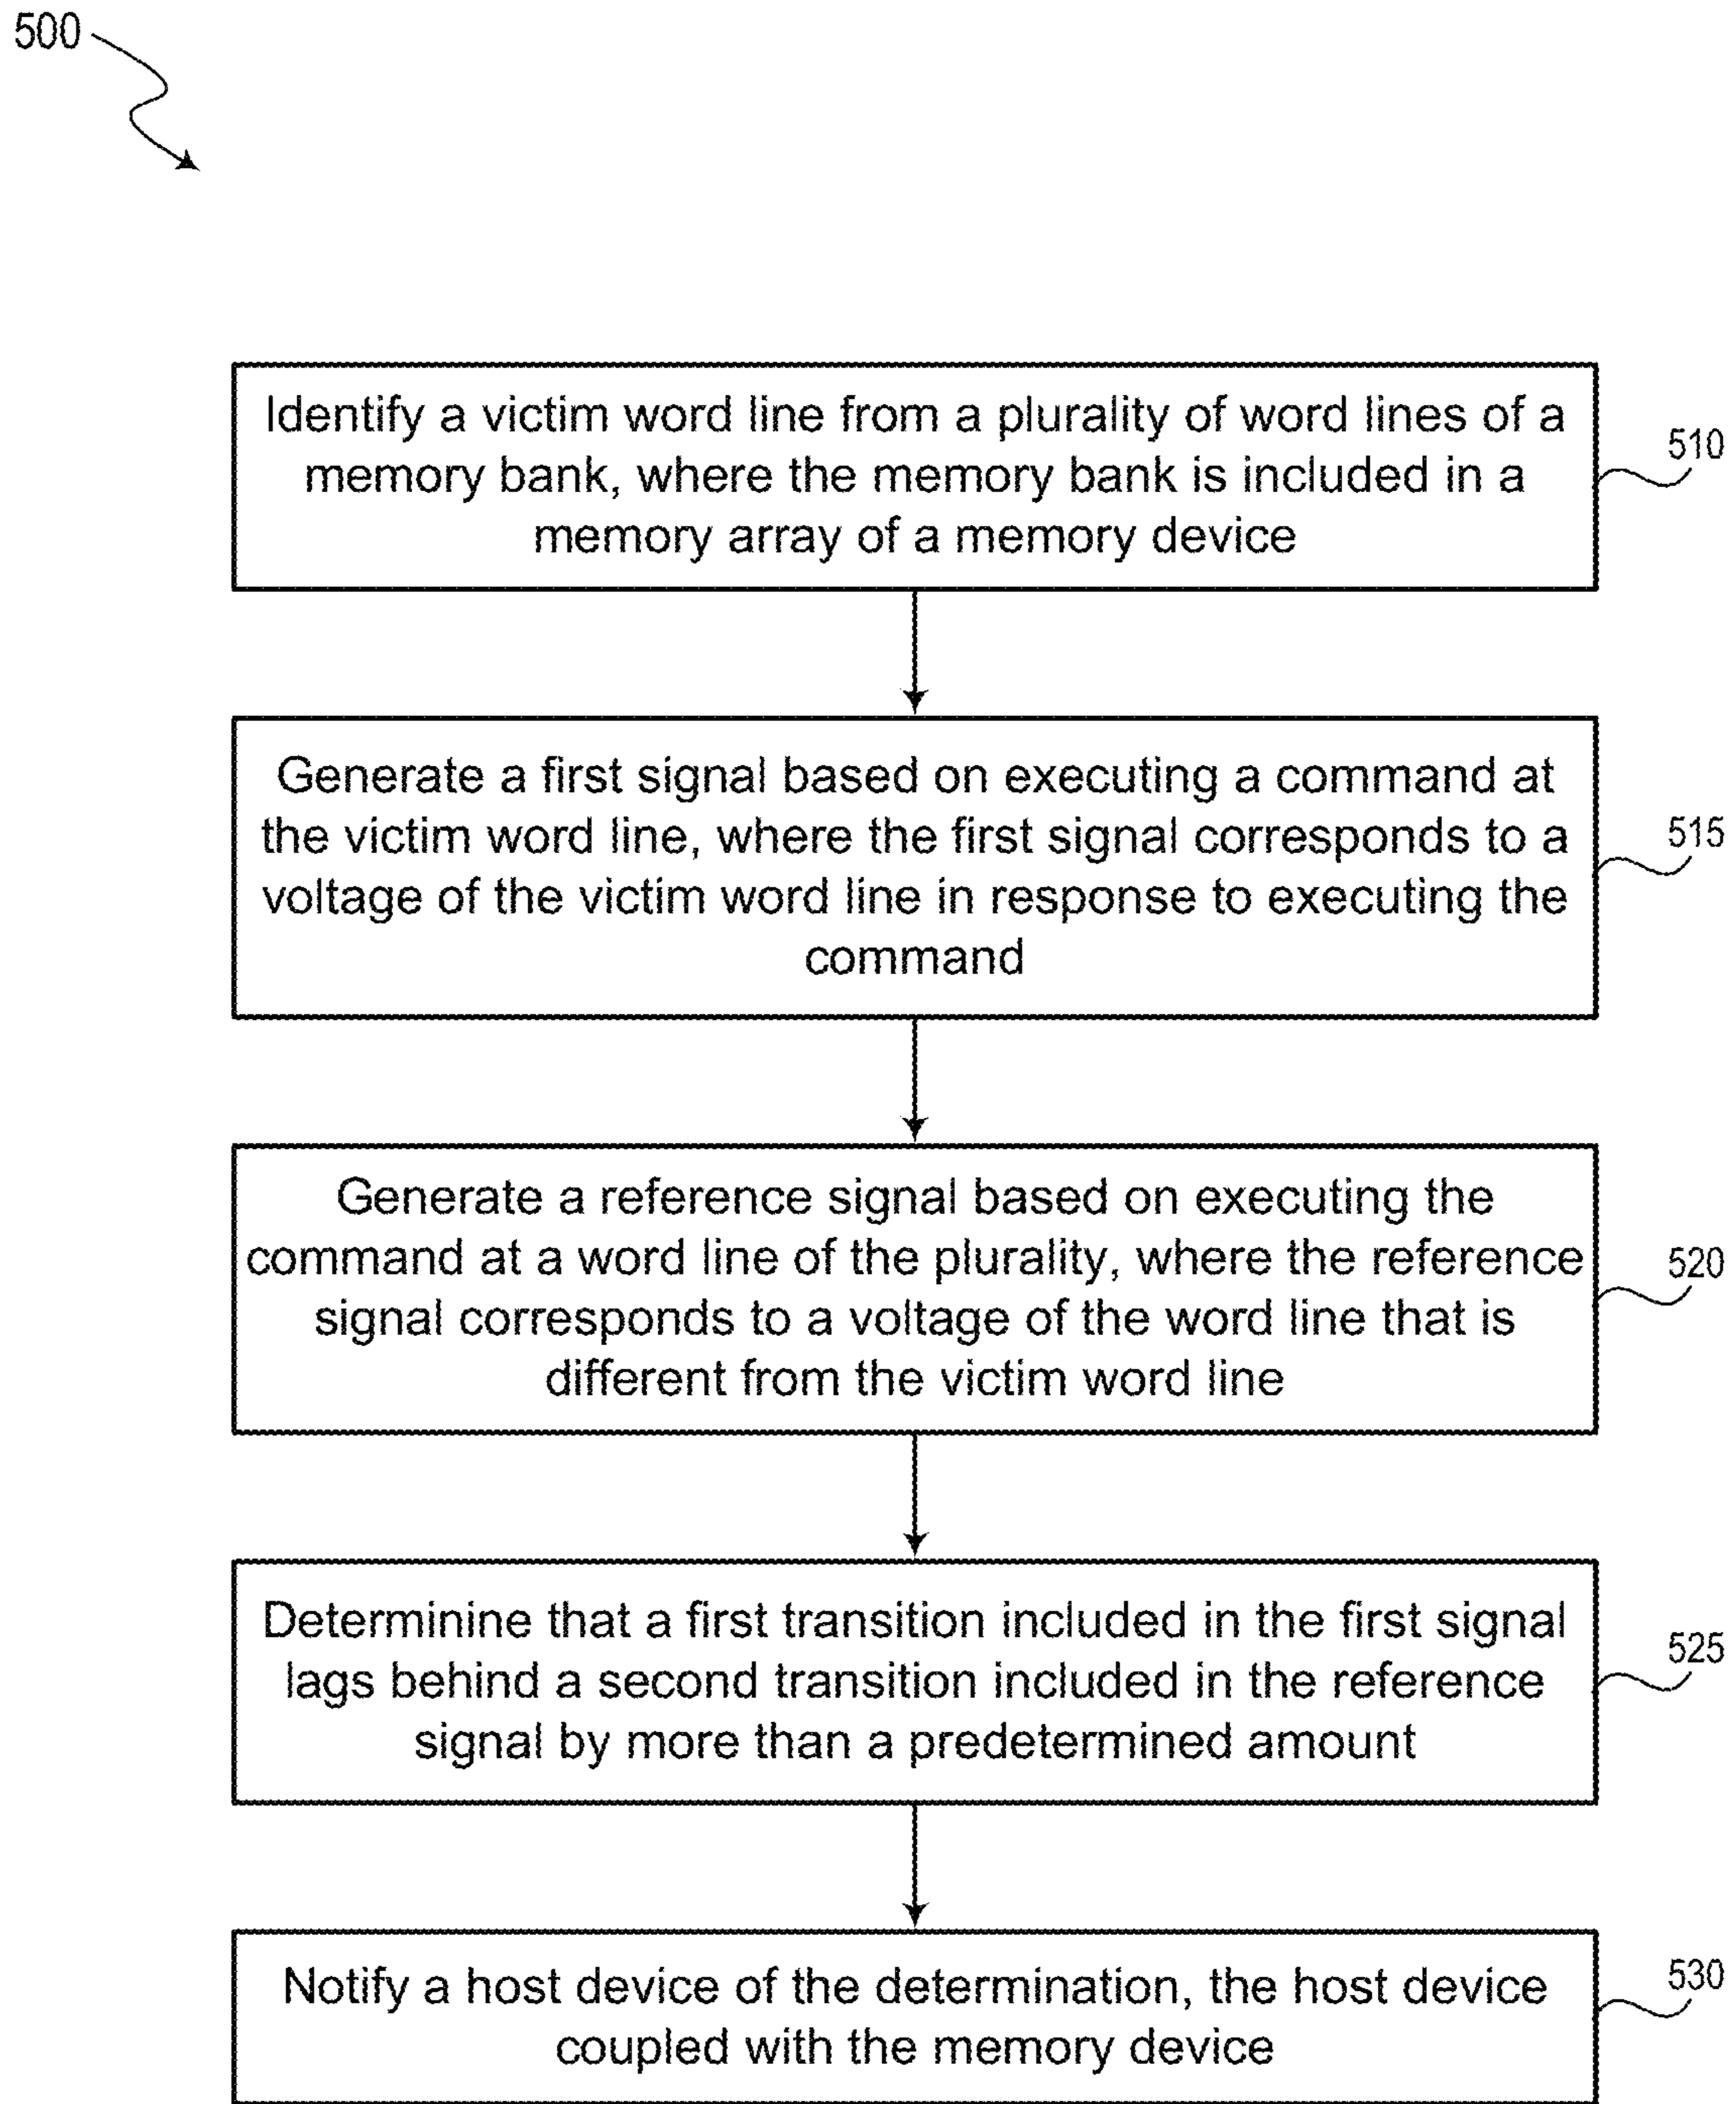 500
Identify a victim word line from a plurality of word lines of a
memory bank, where the memory bank is included in a
memory array of a memory device
510
Generate a first signal based on executing a command at
the victim word line, where the first signal corresponds to a
voltage of the victim word line in response to executing the
command
515
Generate a reference signal based on executing the
command at a word line of the plurality, where the reference
signal corresponds to a voltage of the word line that is
different from the victim word line
520
Determinine that a first transition included in the first signal
lags behind a second transition included in the reference
signal by more than a predetermined amount
525
Notify a host device of the determination, the host device
coupled with the memory device
530